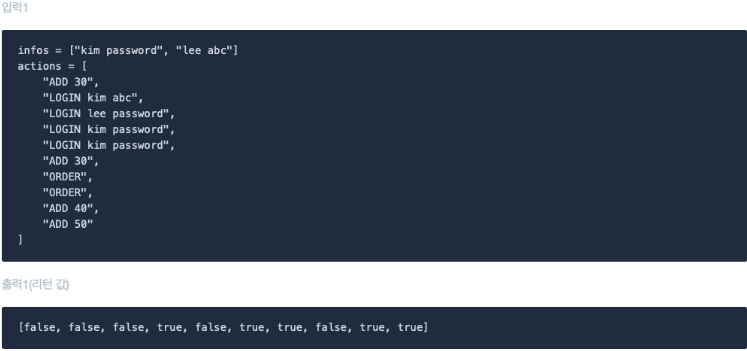 입력1
infos = ["kim password", "lee abc"]
actions = [
    "ADD 30",
    "LOGIN kim abc",
    "LOGIN lee password",
    "LOGIN kim password",
    "LOGIN kim password",
    "ADD 30",
    "ORDER",
    "ORDER",
    "ADD 40",
    "ADD 50"
]
출력1(리턴 값)
[false, false, false, true, false, true, true, false, true, true]